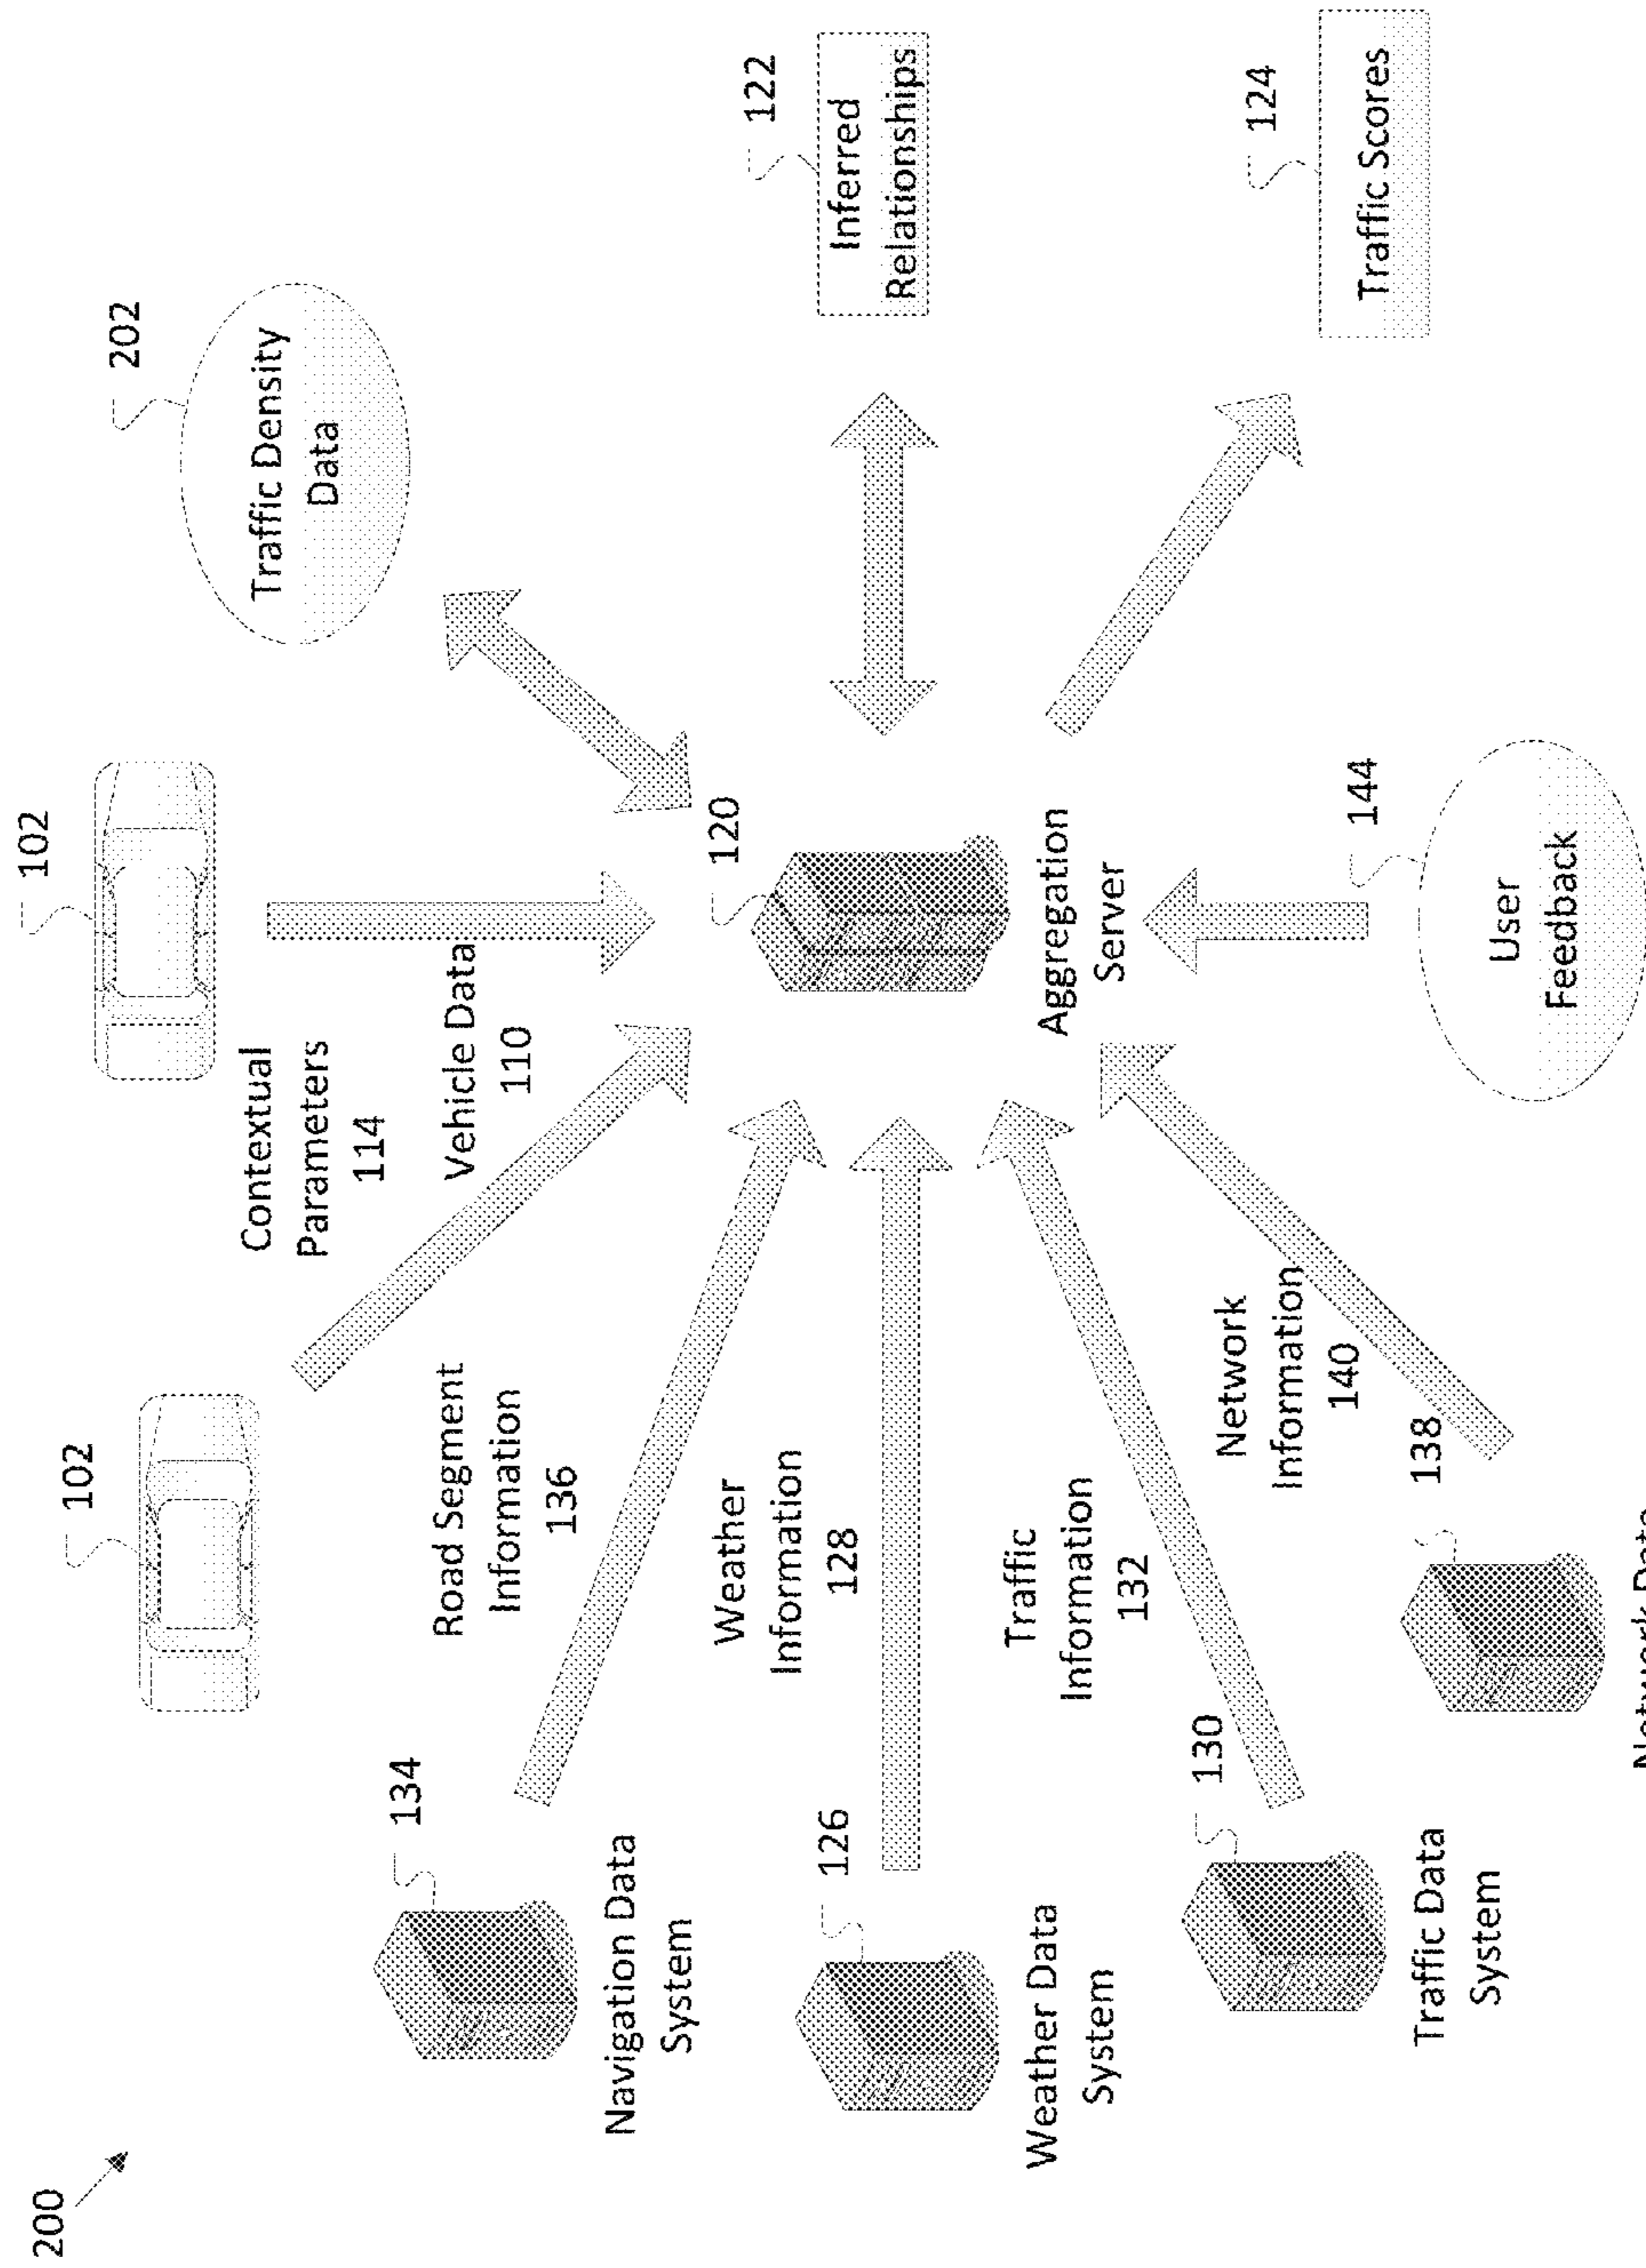 200
102
102
202
Traffic Density
Data
Contextual
Parameters
114
Vehicle Data
110
134
Navigation Data
System
Road Segment
Information
136
120
Aggregation
Server
122
Inferred
Relationships
126
Weather Data
System
Weather
Information
128
130
Traffic Data
System
Traffic
Information
132
Network
Information
140
138
Network Data
144
User
Feedback
124
Traffic Scores